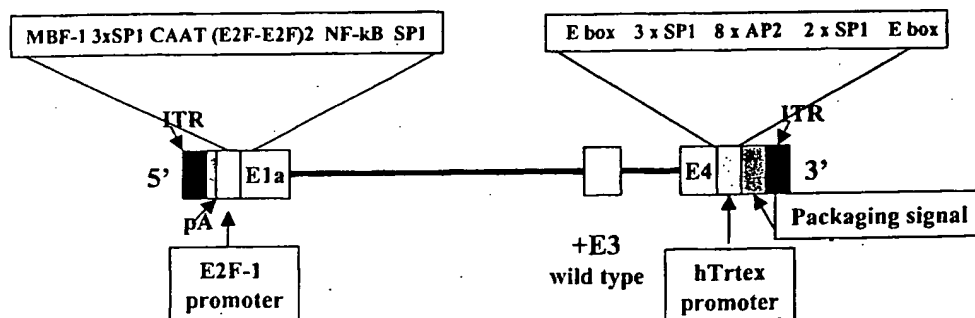 MBF-1 3xSP1 CAAT (E2F-E2F)2 NF-kB SP1
E box 3 x SP1 8 x AP2 2 x SP1 E box
ITR
ITR
5'
E1a
E4
3'
pA
Packaging signal
E2F-1
promoter
+E3
wild type
hTrtex
promoter